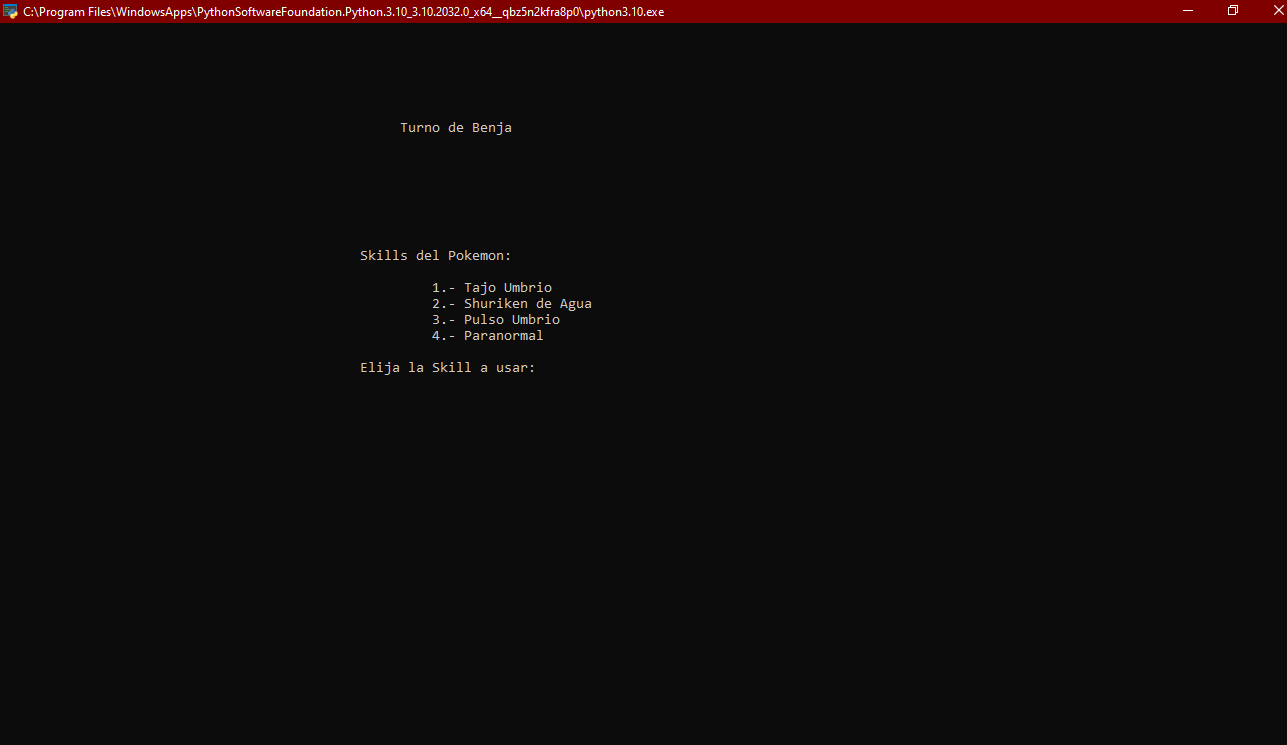 C:\Program Files\WindowsApps\PythonSoftwareFoundation.Python.3.10_3.10.2032.0_x64__qbz5n2kfra8p0\python3.10.exe
Turno de Benja
Skills del Pokemon:
1.- Tajo Umbrio
2.- Shuriken de Agua
3.- Pulso Umbrio
4.- Paranormal
Elija la Skill a usar: